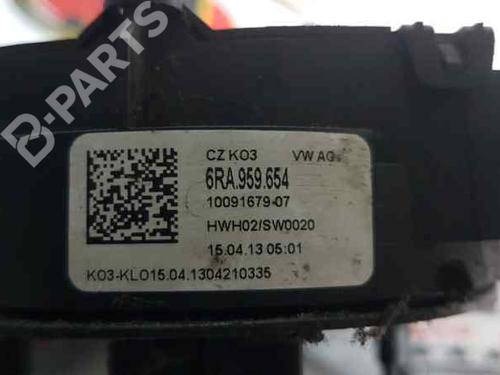 CZ KO3 VW AG.
6RA.959.654
10091679-07
HWH02/SW0020
15.04.13 05:01
KO3-KLO15.04.1304210335
B-PARTS